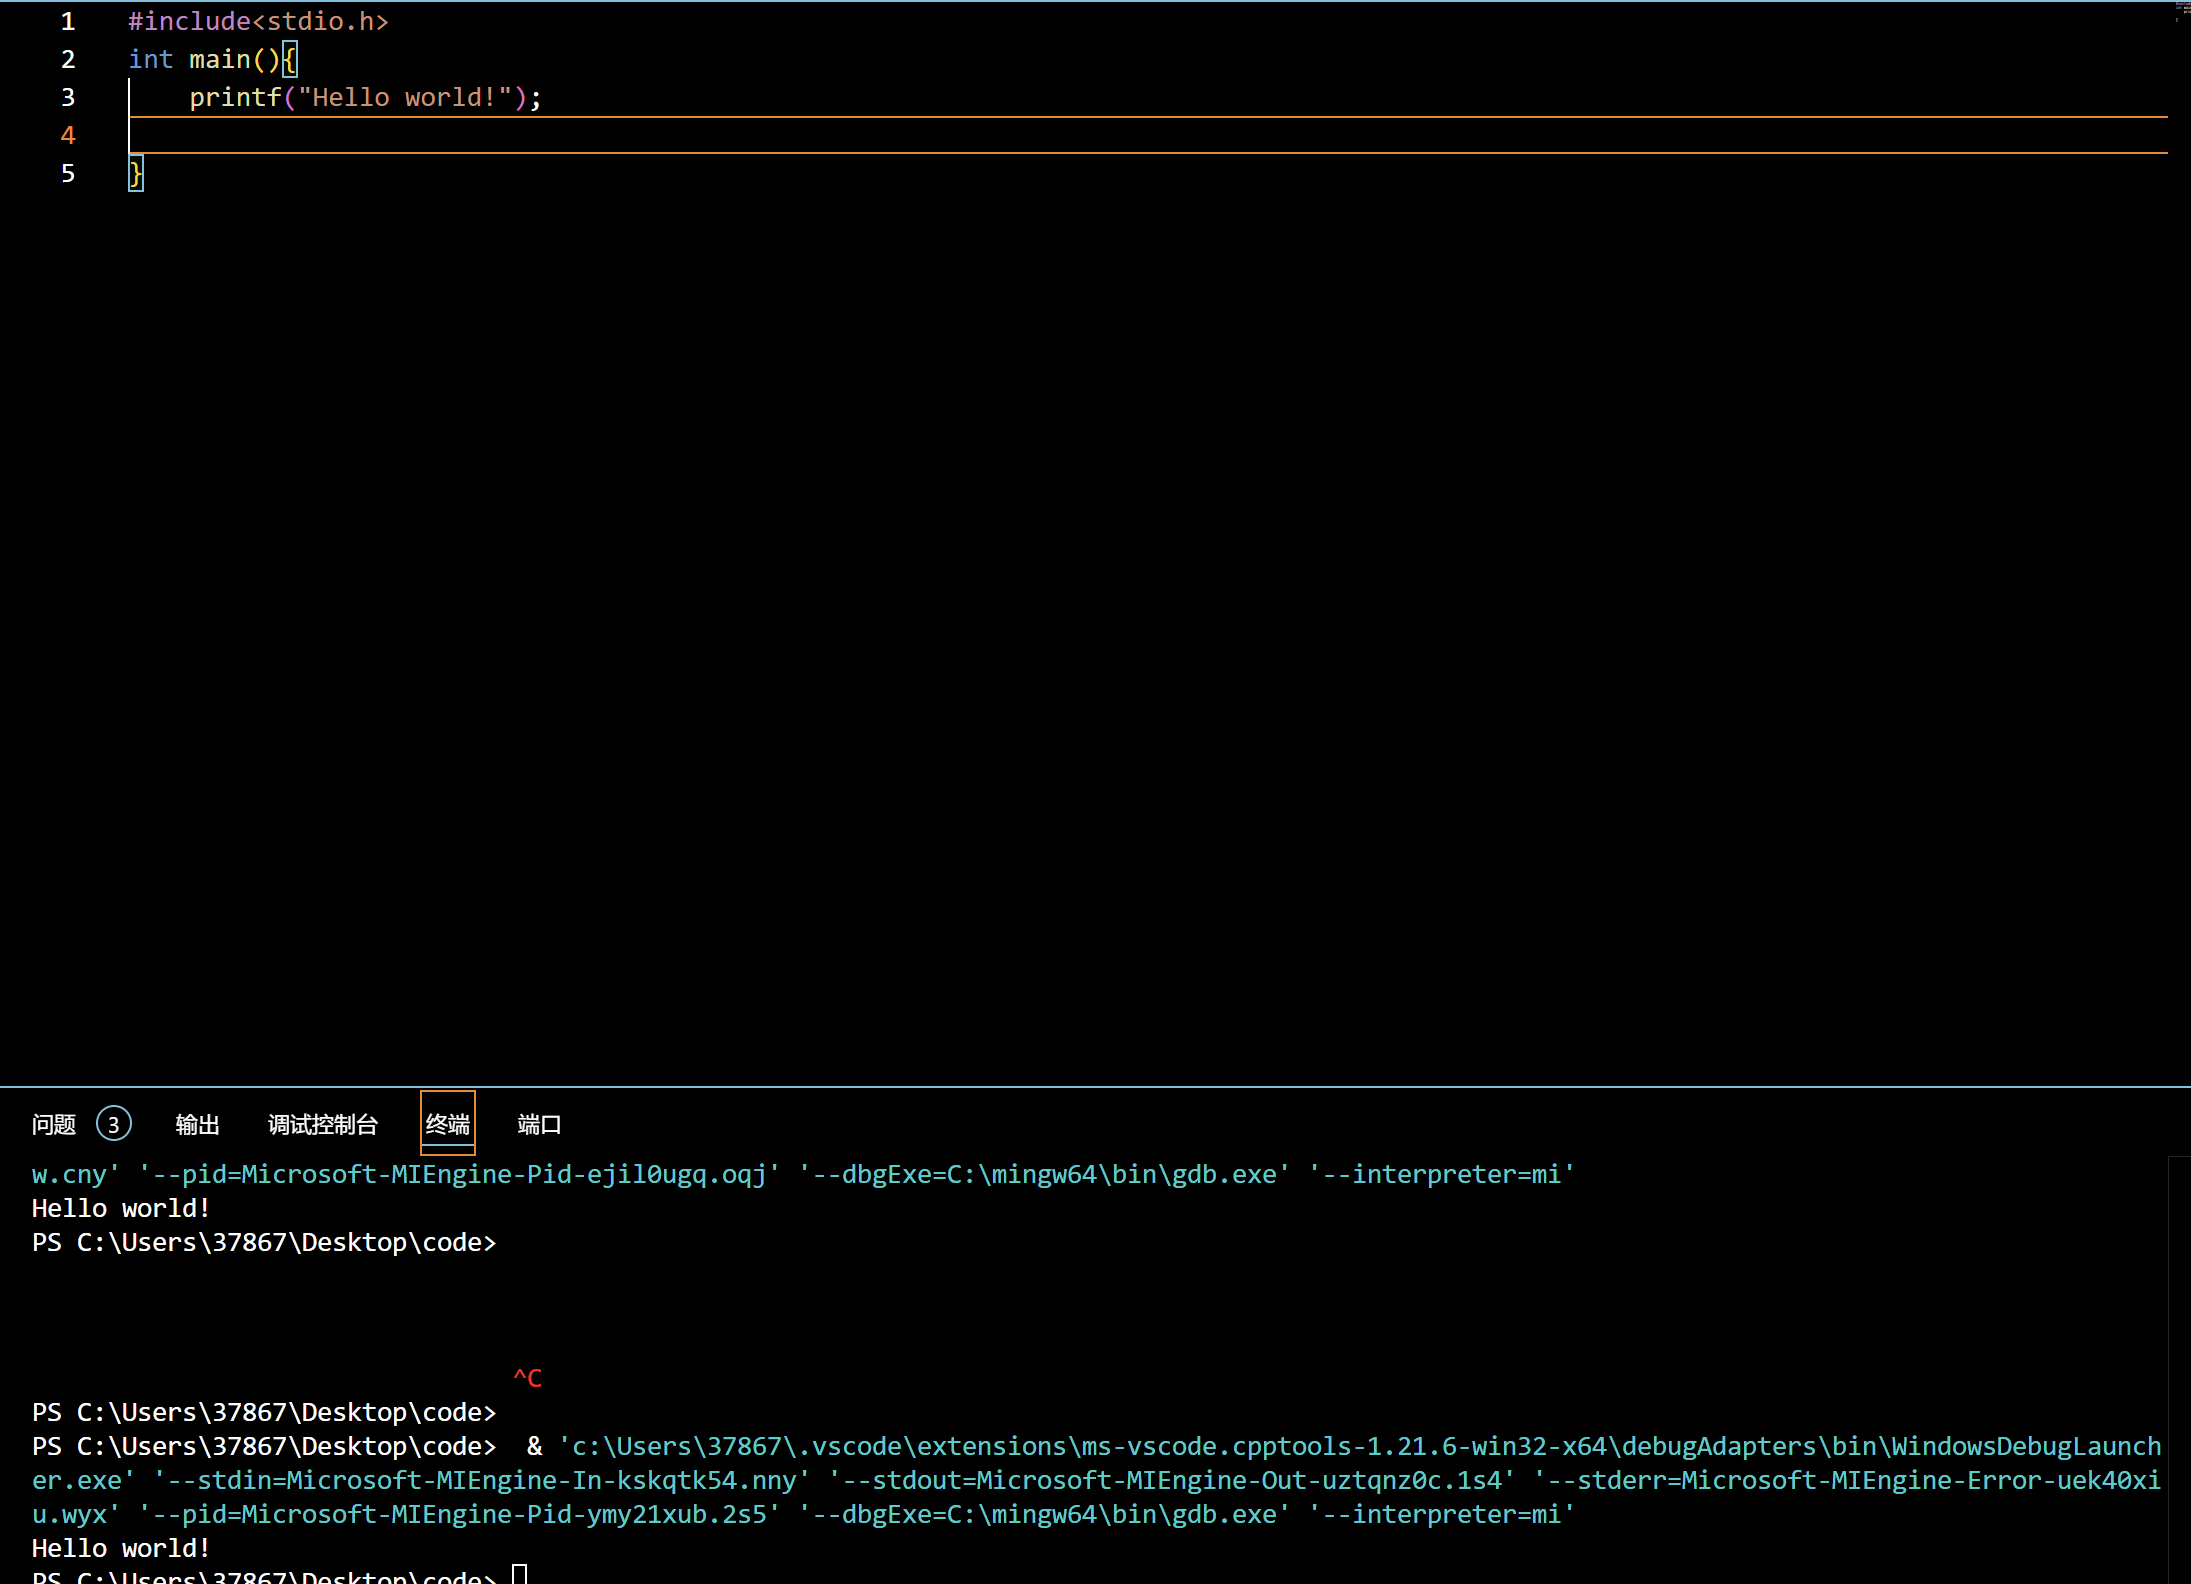 1 #include<stdio.h>
2 int main(){
3     printf("Hello world!");
4
5 }
问题 3 输出 调试控制台 终端 端口
w.cny' '--pid=Microsoft-MIEngine-Pid-ejil0ugq.oqj' '--dbgExe=C:\mingw64\bin\gdb.exe' '--interpreter=mi'
Hello world!
PS C:\Users\37867\Desktop\code>
^C
PS C:\Users\37867\Desktop\code>
PS C:\Users\37867\Desktop\code>  & 'c:\Users\37867\.vscode\extensions\ms-vscode.cpptools-1.21.6-win32-x64\debugAdapters\bin\WindowsDebugLaunch
er.exe' '--stdin=Microsoft-MIEngine-In-kskqtk54.nny' '--stdout=Microsoft-MIEngine-Out-uztqnz0c.1s4' '--stderr=Microsoft-MIEngine-Error-uek40xi
u.wyx' '--pid=Microsoft-MIEngine-Pid-ymy21xub.2s5' '--dbgExe=C:\mingw64\bin\gdb.exe' '--interpreter=mi'
Hello world!
PS C:\Users\37867\Desktop\code>